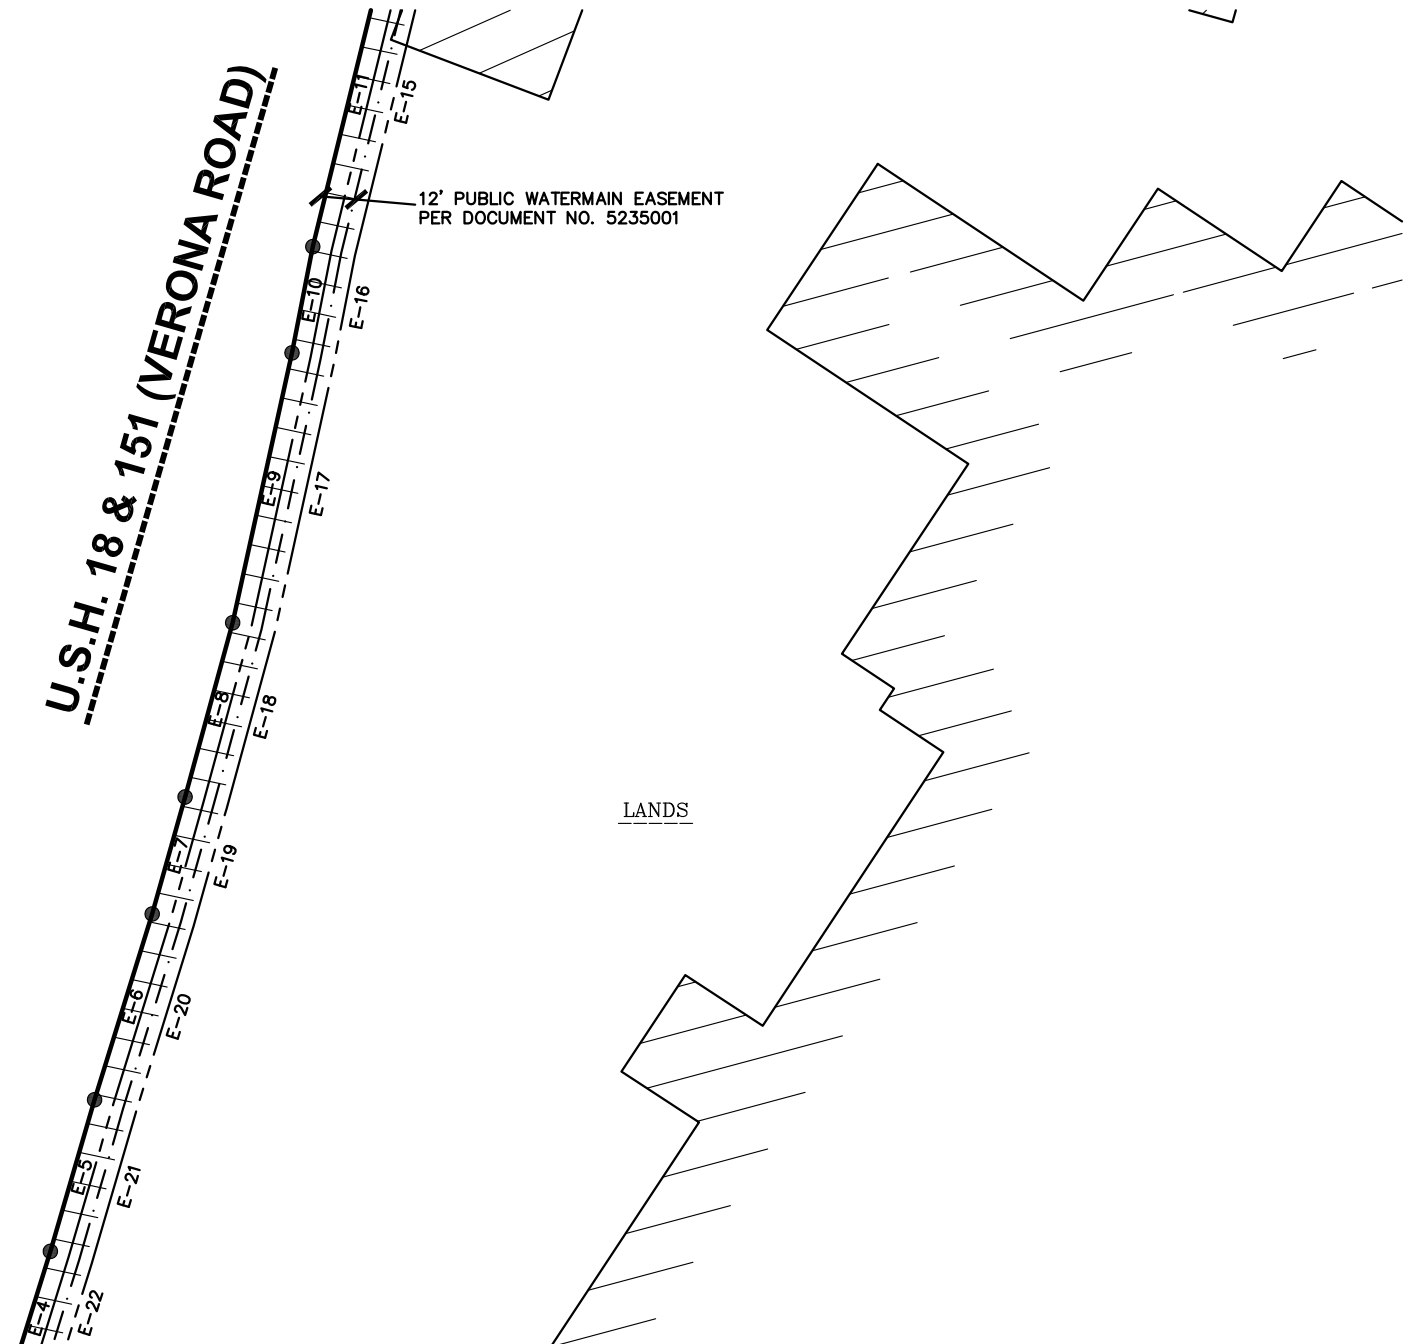 U.S.H. 18 & 151 (VERONA ROAD)
E-11
E-15
12' PUBLIC WATERMAIN EASEMENT
PER DOCUMENT NO. 5235001
E-10
E-16
E-9
E-17
E-8
E-18
LANDS
E-7
E-19
E-6
E-20
E-5
E-21
E-4
E-22